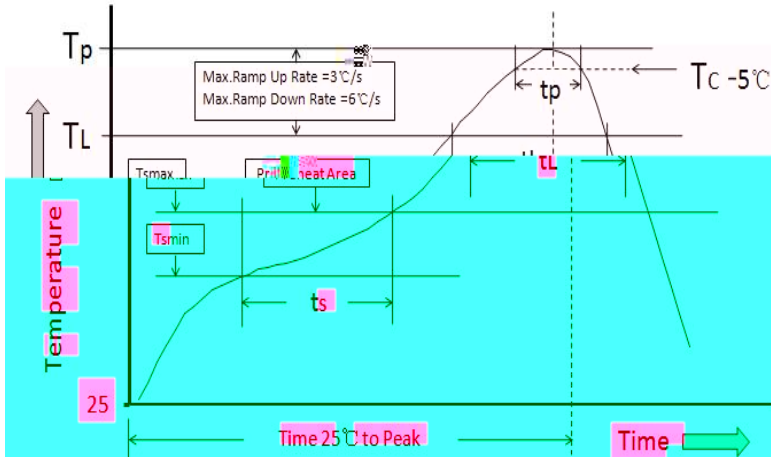 Tp
Max.Ramp Up Rate =3℃/s
Max.Ramp Down Rate =6℃/s
tp
TC -5℃
TL
tL
Tsmax
Area
Tsmin
Temperature
ts
25
Time 25℃ to Peak
Time